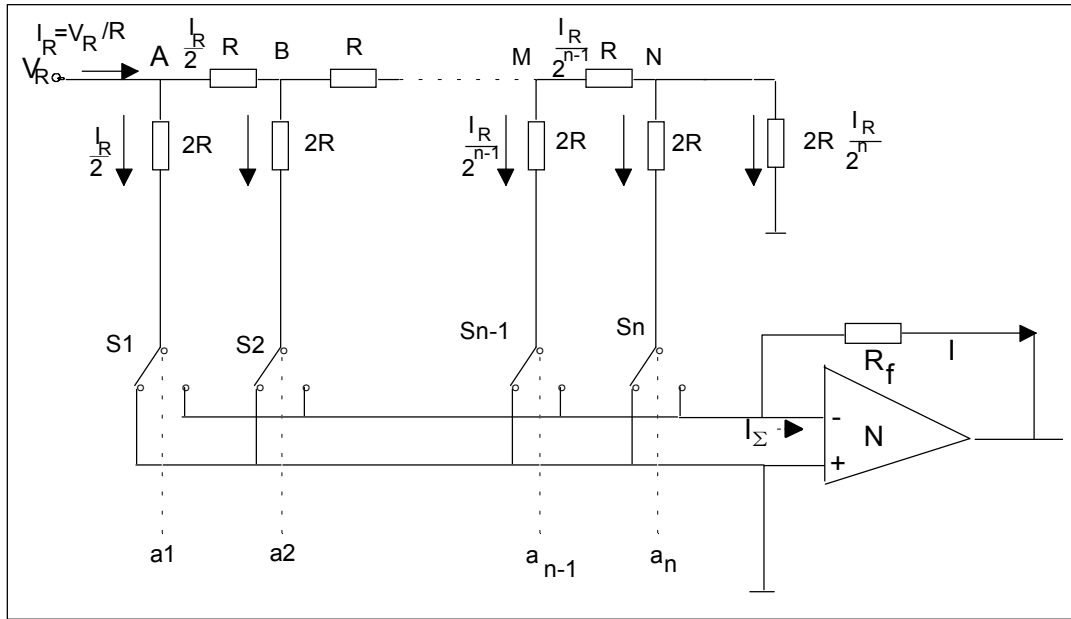 I_R=V_R/R
V_R
A
I_R/2
R
B
R
M
I_R/2^n-1
R
N
I_R/2
2R
2R
I_R/2^n-1
2R
2R
2R
I_R/2^n
S1
S2
Sn-1
Sn
R_f
I
I_Σ
-
N
+
a1
a2
a_n-1
a_n